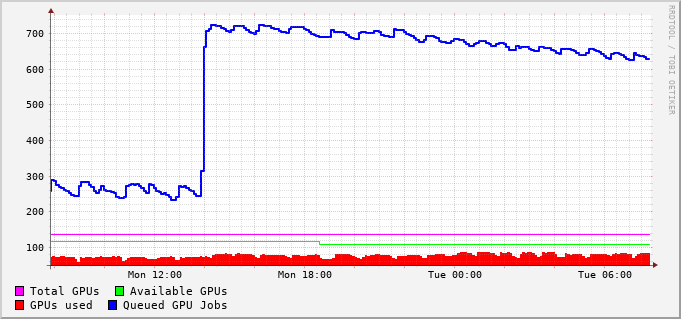 700
600
500
400
300
200
100
Mon 12:00 Mon 18:00 Tue 00:00 Tue 06:00
Total GPUs Available GPUs
GPUs used Queued GPU Jobs
RRDTOOL / TOBI OETIKER